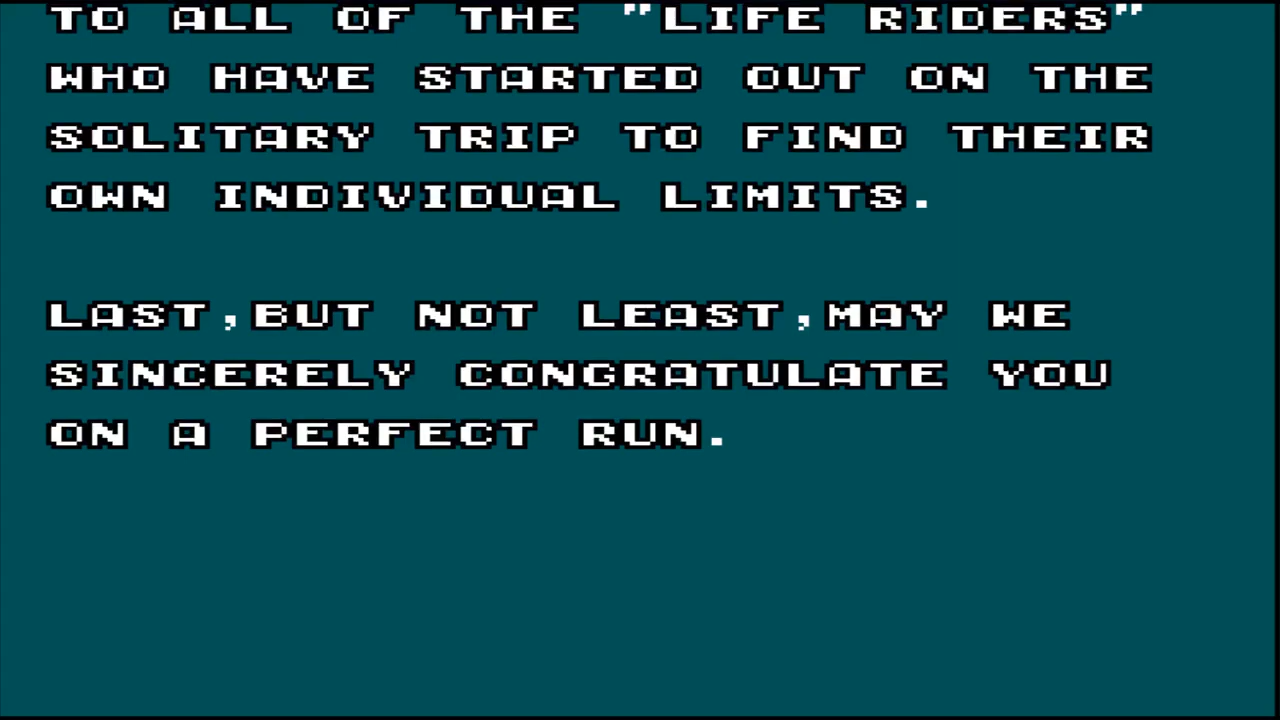 TO ALL OF THE "LIFE RIDERS"
WHO HAVE STARTED OUT ON THE
SOLITARY TRIP TO FIND THEIR
OWN INDIVIDUAL LIMITS.
LAST,BUT NOT LEAST,MAY WE
SINCERELY CONGRATULATE YOU
ON A PERFECT RUN.